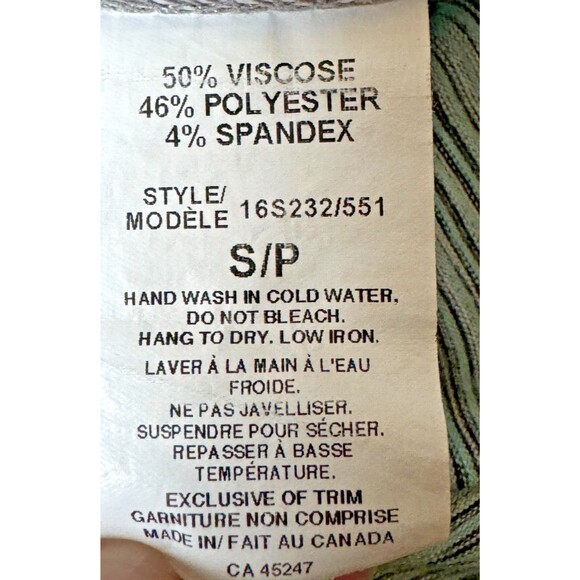 50% VISCOSE
46% POLYESTER
4% SPANDEX
STYLE/
MODÈLE 16S232/551
S/P
HAND WASH IN COLD WATER.
DO NOT BLEACH.
HANG TO DRY. LOW IRON.
LAVER À LA MAIN À L'EAU
FROIDE.
NE PAS JAVELLISER.
SUSPENDRE POUR SÉCHER.
REPASSER À BASSE
TEMPÉRATURE.
EXCLUSIVE OF TRIM
GARNITURE NON COMPRISE
MADE IN/FAIT AU CANADA
CA 45247